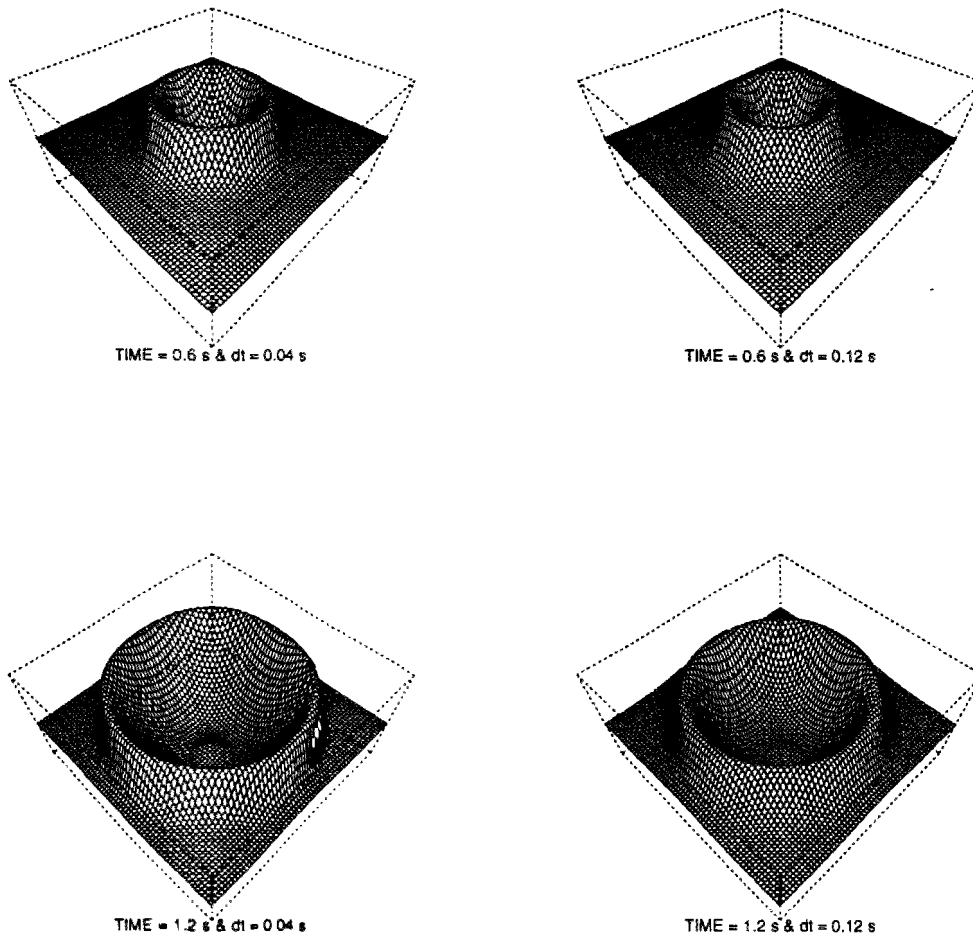 TIME = 0.6 s & dt = 0.04 s
TIME = 0.6 s & dt = 0.12 s
TIME = 1.2 s & dt = 0.04 s
TIME = 1.2 s & dt = 0.12 s